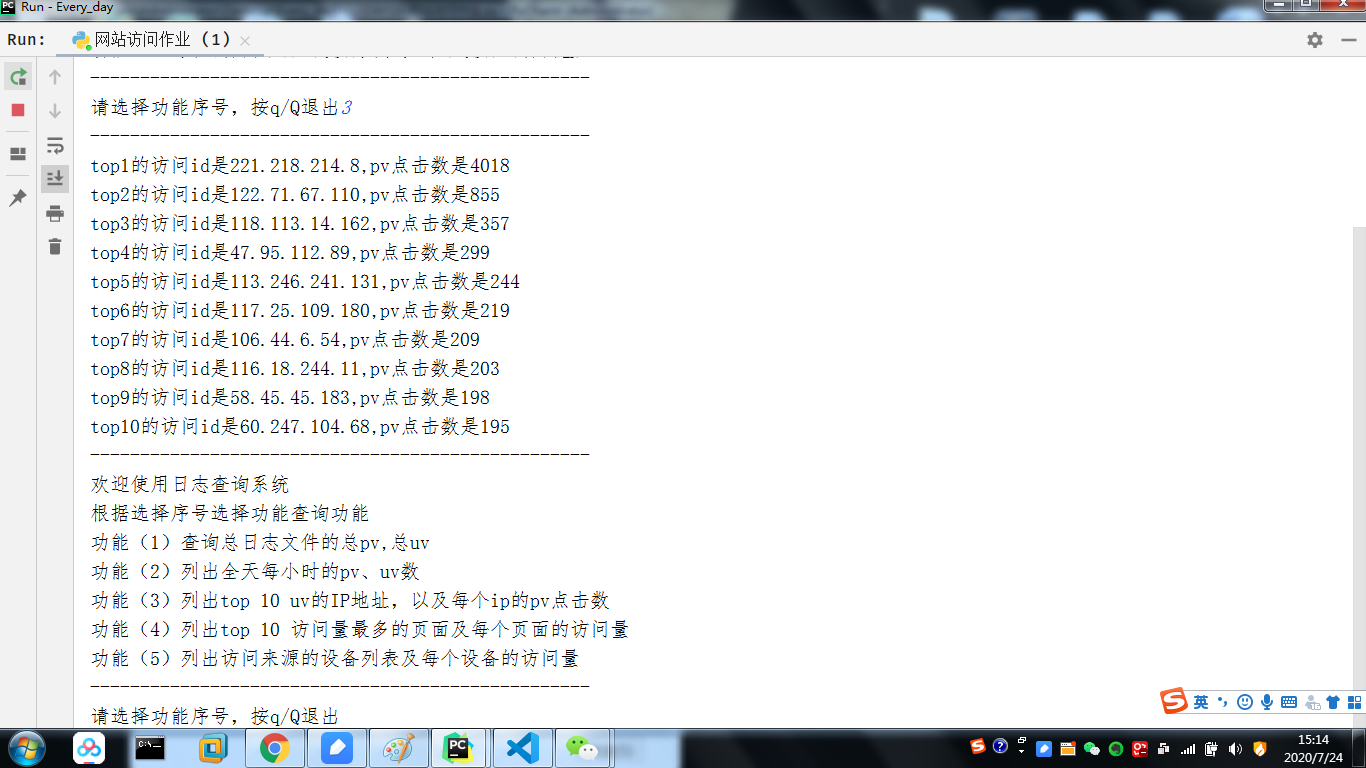 Run - Every_day
Run: 网站访问作业 (1)
--------------------------------------------------
请选择功能序号，按q/Q退出3
--------------------------------------------------
top1的访问id是221.218.214.8,pv点击数是4018
top2的访问id是122.71.67.110,pv点击数是855
top3的访问id是118.113.14.162,pv点击数是357
top4的访问id是47.95.112.89,pv点击数是299
top5的访问id是113.246.241.131,pv点击数是244
top6的访问id是117.25.109.180,pv点击数是219
top7的访问id是106.44.6.54,pv点击数是209
top8的访问id是116.18.244.11,pv点击数是203
top9的访问id是58.45.45.183,pv点击数是198
top10的访问id是60.247.104.68,pv点击数是195
--------------------------------------------------
欢迎使用日志查询系统
根据选择序号选择功能查询功能
功能（1）查询总日志文件的总pv,总uv
功能（2）列出全天每小时的pv、uv数
功能（3）列出top 10 uv的IP地址，以及每个ip的pv点击数
功能（4）列出top 10 访问量最多的页面及每个页面的访问量
功能（5）列出访问来源的设备列表及每个设备的访问量
--------------------------------------------------
请选择功能序号，按q/Q退出
英
15:14
2020/7/24